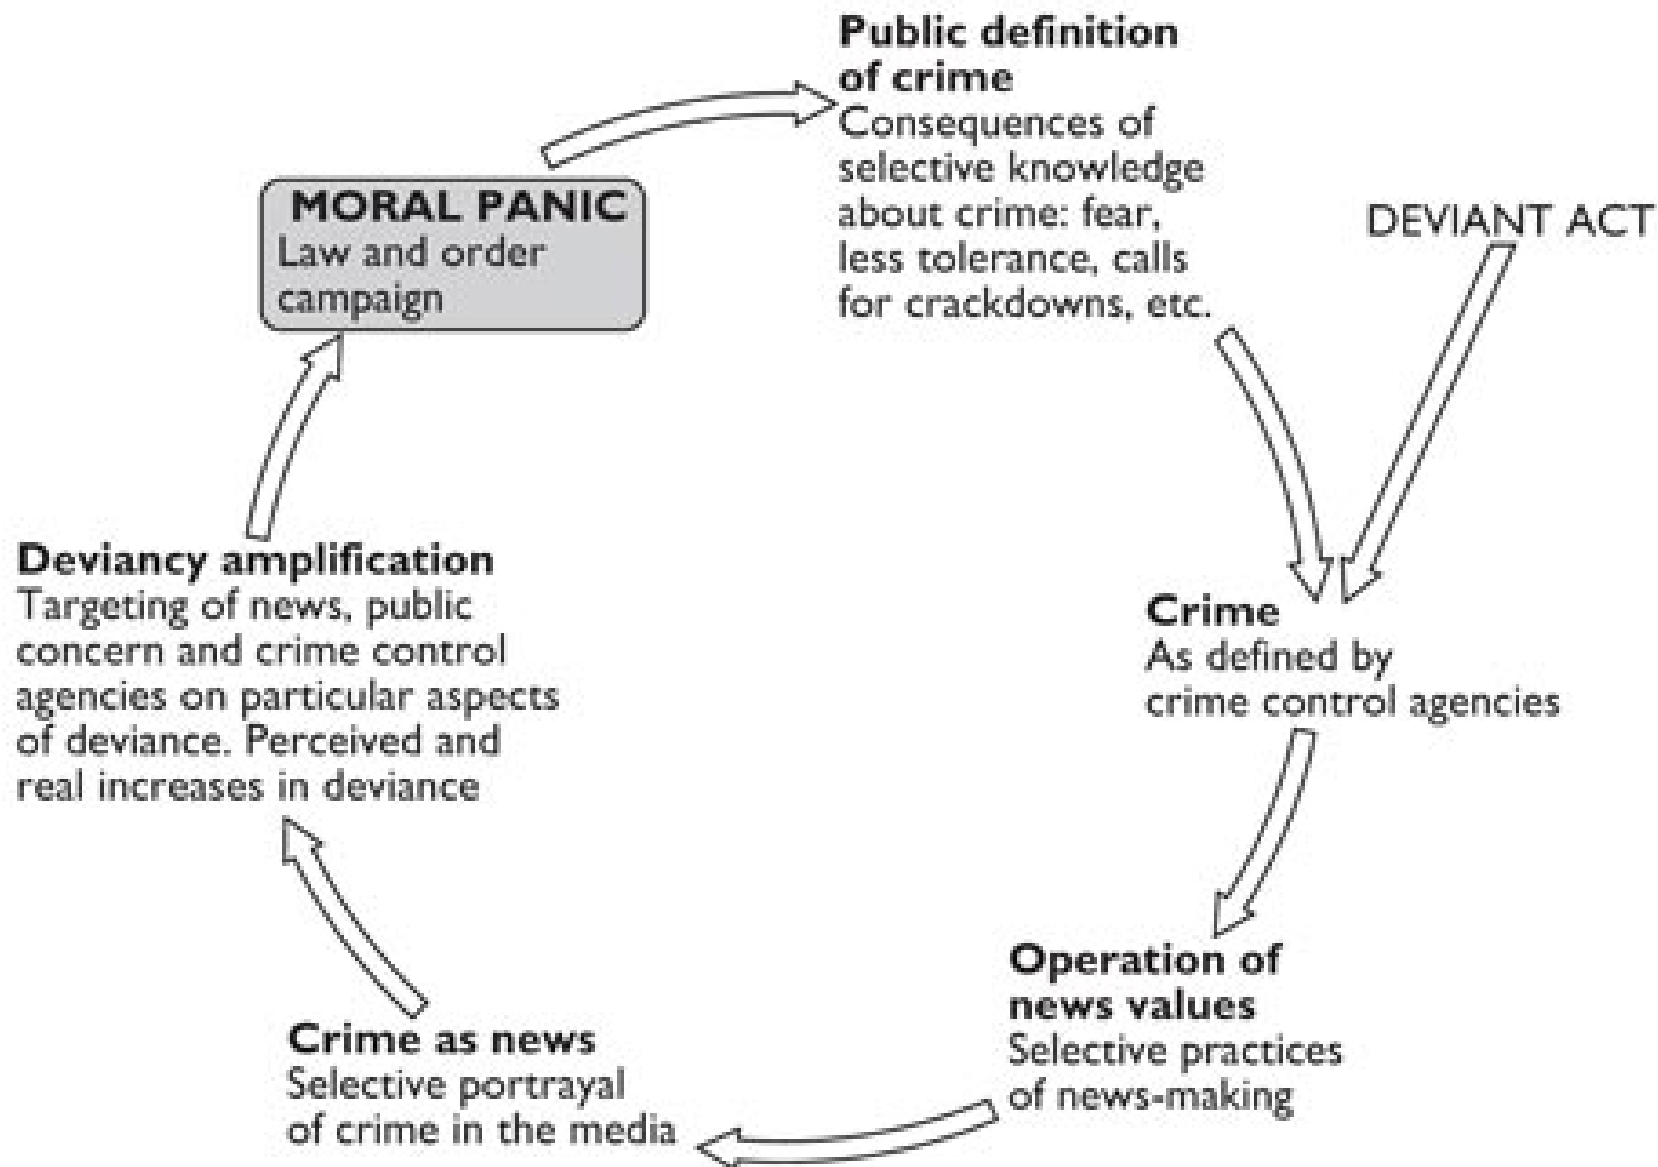 Public definition
of crime
Consequences of
selective knowledge
about crime: fear,
less tolerance, calls
for crackdowns, etc.
MORAL PANIC
Law and order
campaign
DEVIANT ACT
Deviancy amplification
Targeting of news, public
concern and crime control
agencies on particular aspects
of deviance. Perceived and
real increases in deviance
Crime
As defined by
crime control agencies
Operation of
news values
Selective practices
of news-making
Crime as news
Selective portrayal
of crime in the media